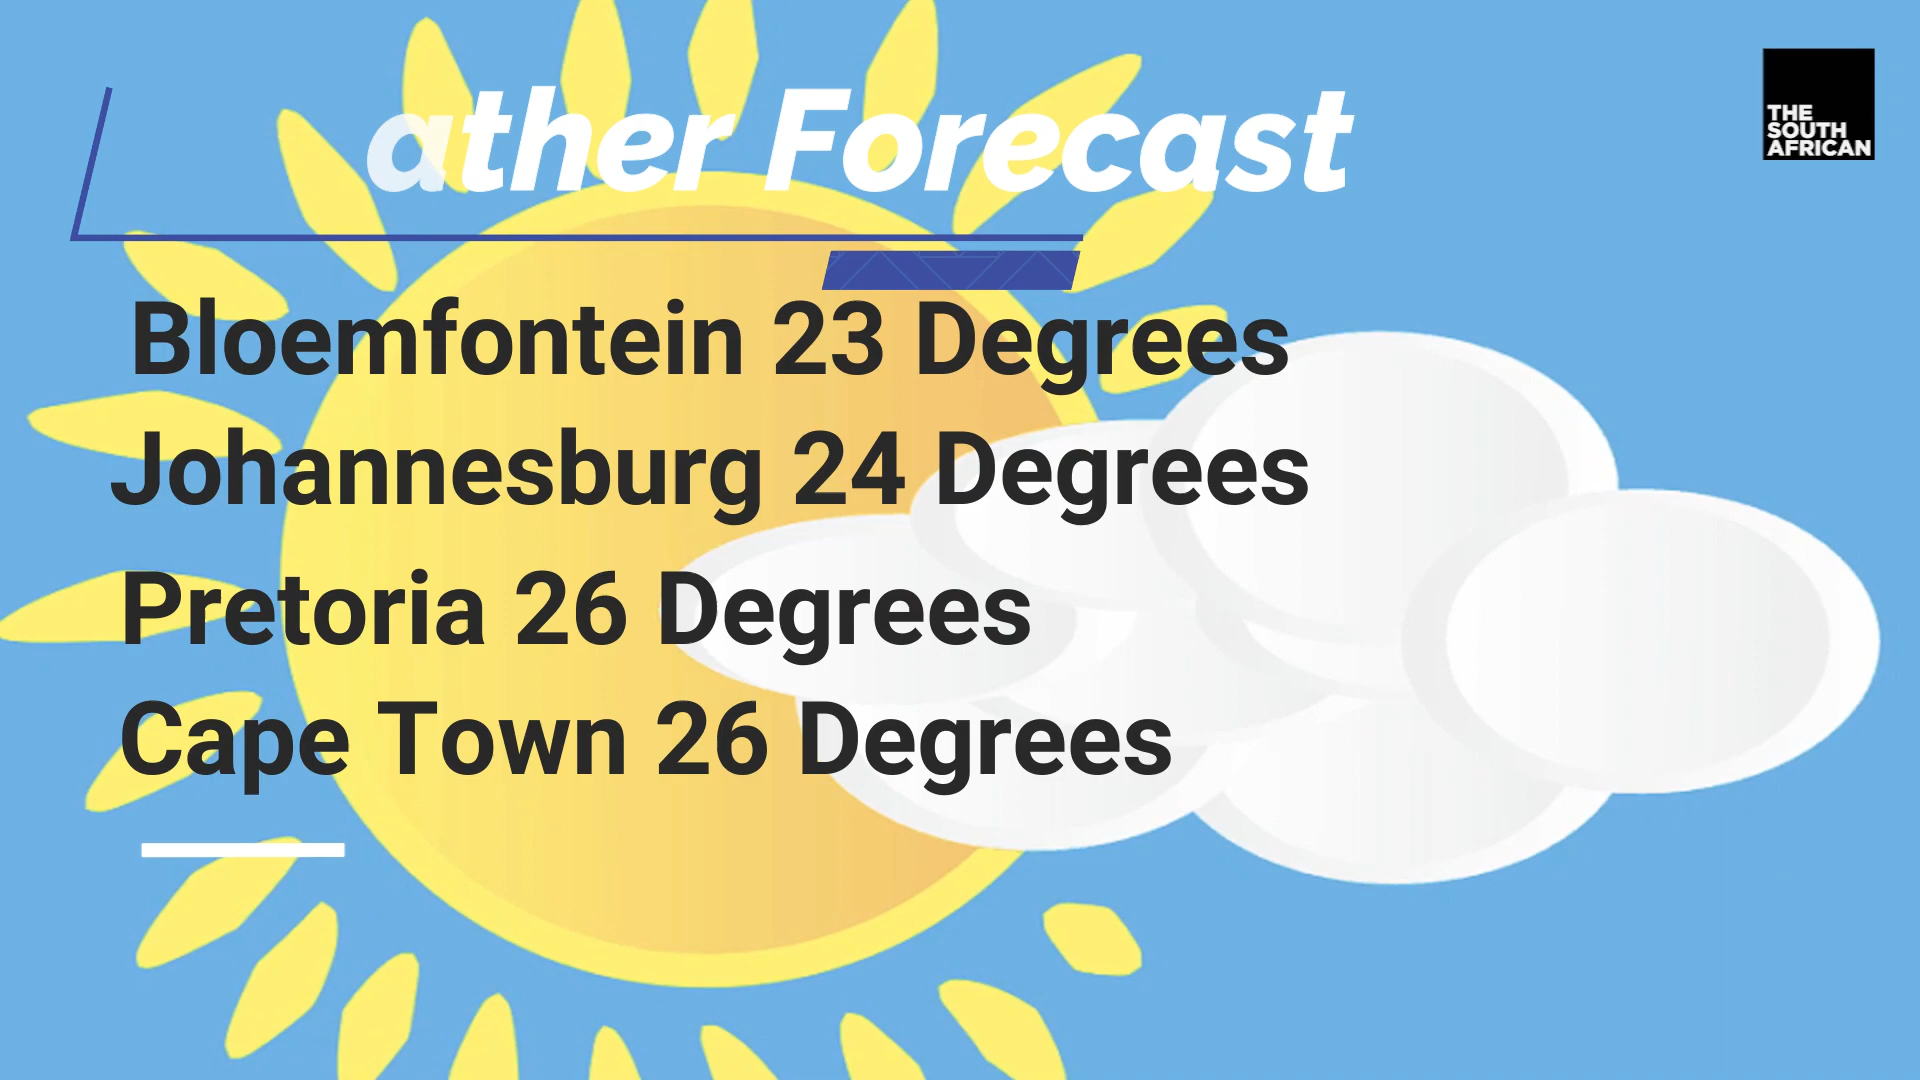 ather Forecast
THE
SOUTH
AFRICAN
Bloemfontein 23 Degrees
Johannesburg 24 Degrees
Pretoria 26 Degrees
Cape Town 26 Degrees